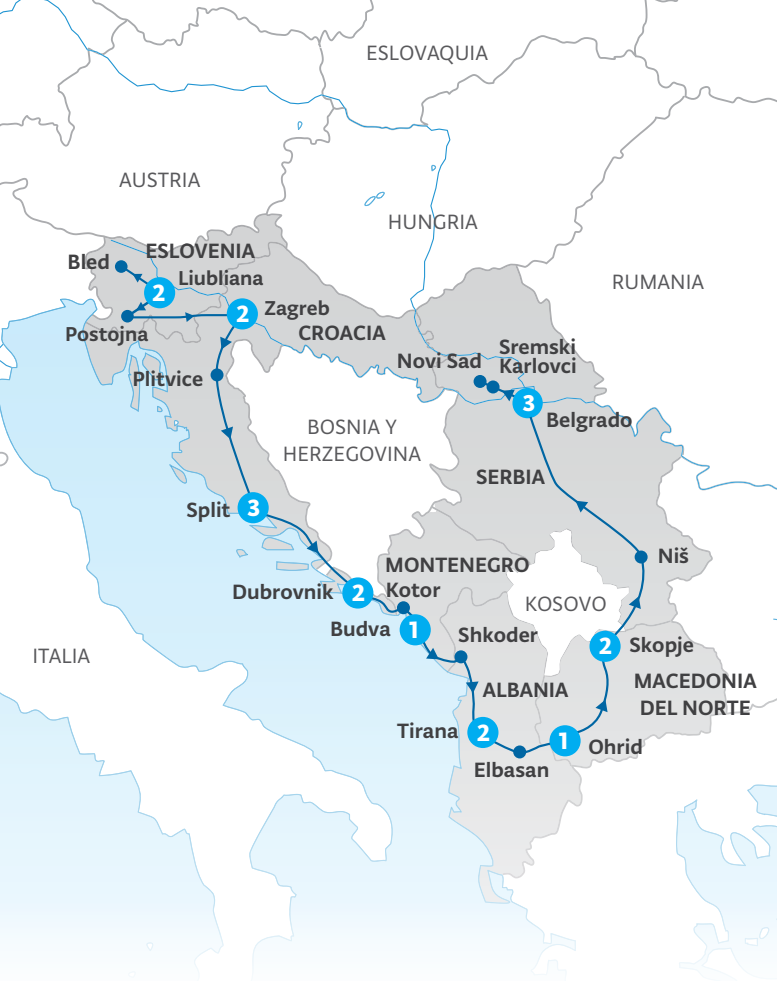 ESLOVAQUIA
AUSTRIA
HUNGRIA
ESLOVENIA
Bled
Liubliana
2
RUMANIA
Postojna
2
Zagreb
CROACIA
Plitvice
Novi Sad
Sremski
Karlovci
3
Belgrado
BOSNIA Y
HERZEGOVINA
SERBIA
Split
3
Niš
MONTENEGRO
Dubrovnik
2
Kotor
KOSOVO
Budva
1
Shkoder
2
Skopje
ITALIA
ALBANIA
MACEDONIA
DEL NORTE
Tirana
2
1
Ohrid
Elbasan